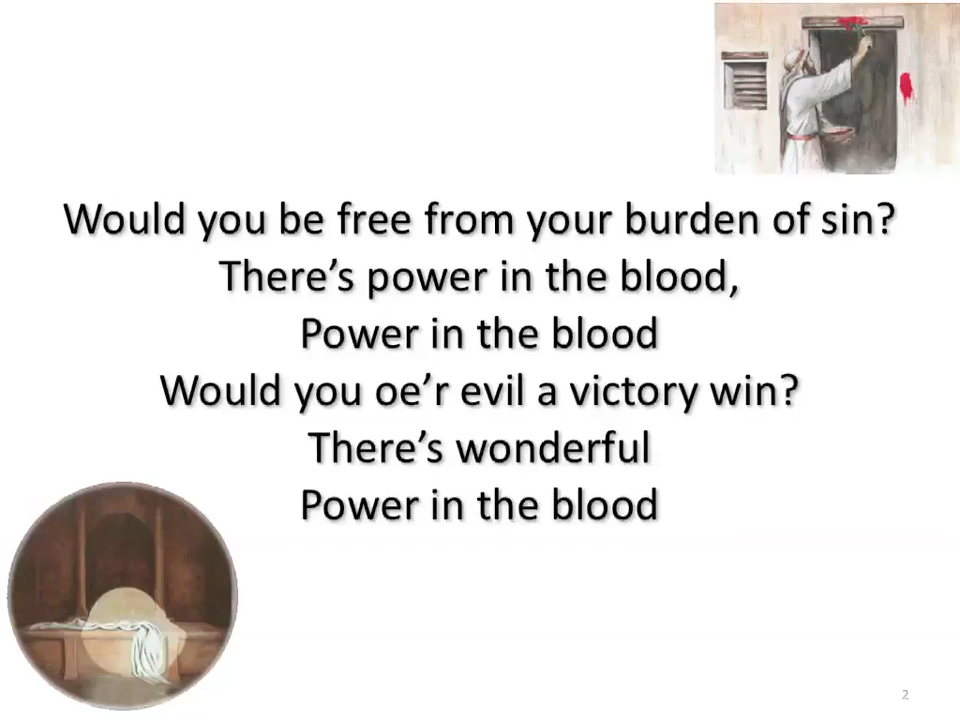 Would you be free from your burden of sin?
There’s power in the blood,
Power in the blood
Would you oe’r evil a victory win?
There’s wonderful
Power in the blood
2